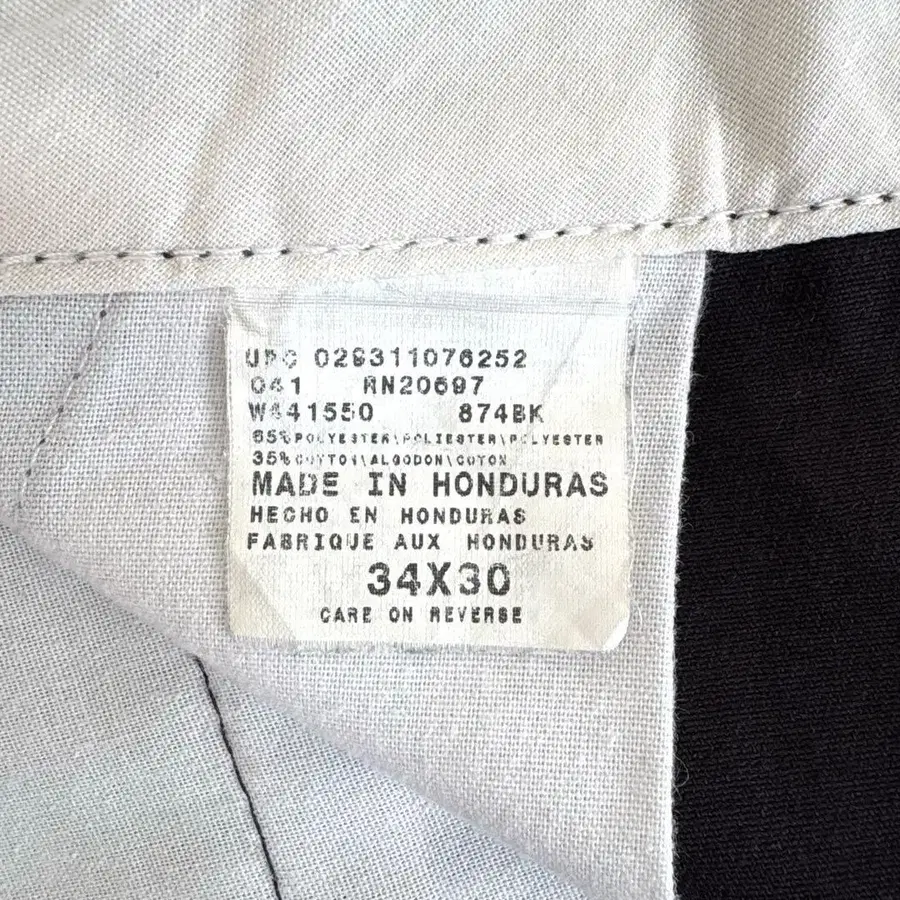 UPC 029311076252
041 RN20697
W441550 874BK
65% POLYESTER\POLIESTER\POLYESTER
35% COTTON\ALGODON\COTON
MADE IN HONDURAS
HECHO EN HONDURAS
FABRIQUE AUX HONDURAS
34X30
CARE ON REVERSE